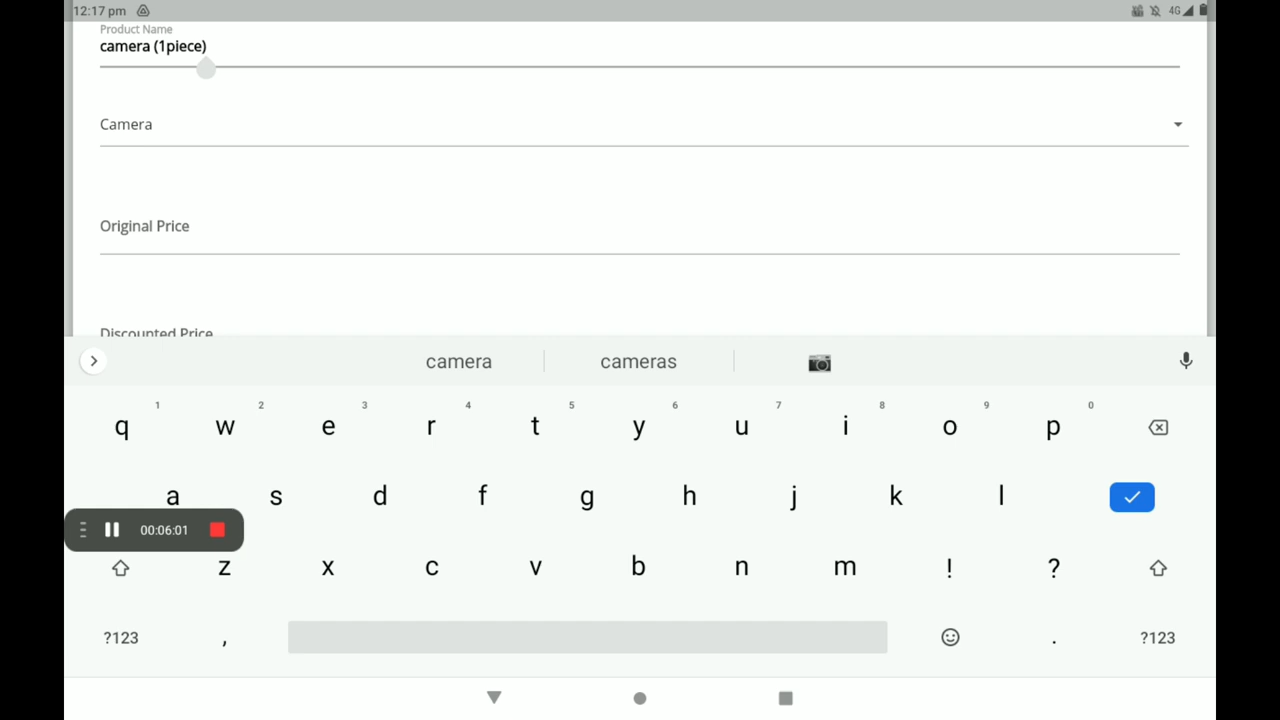 12:17 pm 4G
Product Name
camera (1piece)
Camera
Original Price
Discounted Price
camera cameras
1 2 3 4 5 6 7 8 9 0
q w e r t y u i o p
a s d f g h j k l
00:06:01
z x c v b n m ! ?
?123 , . ?123